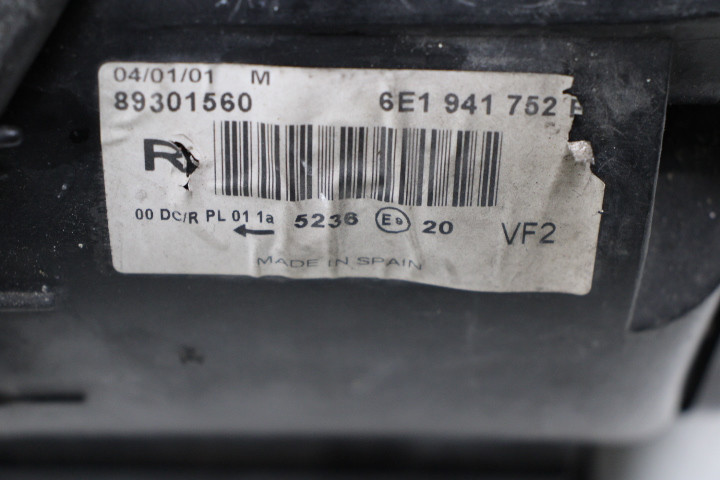 04/01/01 M
89301560 6E1 941 752
R
00 DC/R PL 01 1a ← 5236 E9 20 VF2
MADE IN SPAIN